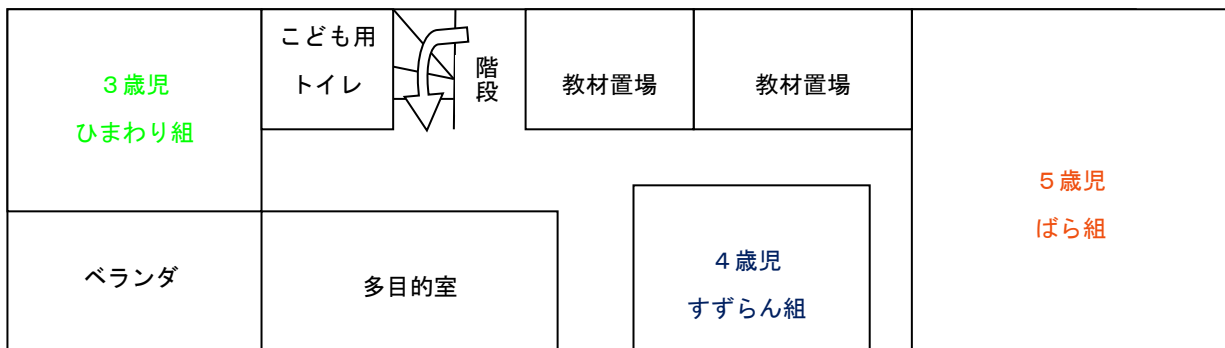 こども用
トイレ
階段
教材置場
教材置場
３歳児
ひまわり組
５歳児
ばら組
ベランダ
多目的室
４歳児
すずらん組